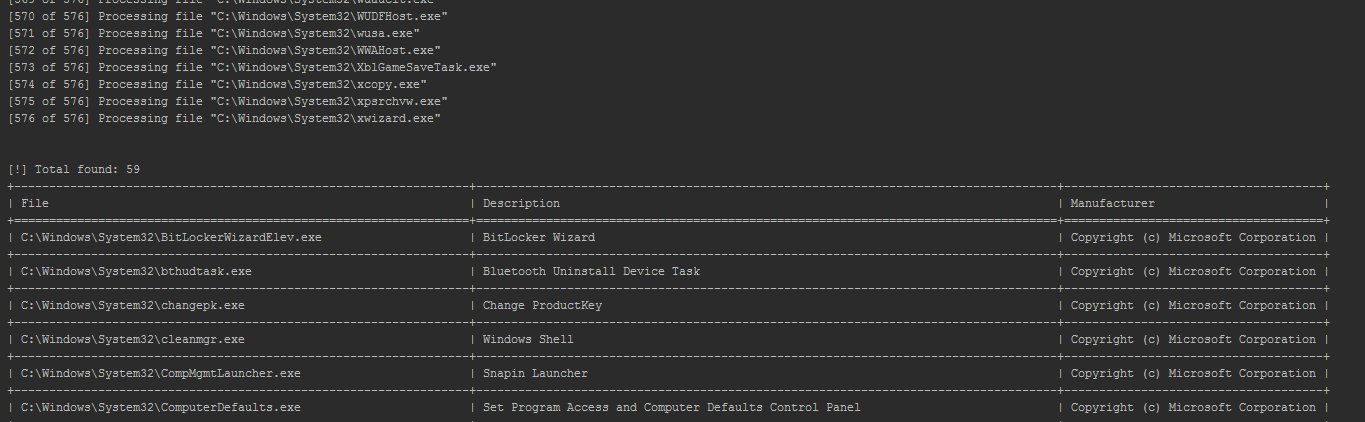 [569 of 576] Processing file "C:\Windows\System32\wuauclt.exe"
[570 of 576] Processing file "C:\Windows\System32\WUDFHost.exe"
[571 of 576] Processing file "C:\Windows\System32\wusa.exe"
[572 of 576] Processing file "C:\Windows\System32\WWAHost.exe"
[573 of 576] Processing file "C:\Windows\System32\XblGameSaveTask.exe"
[574 of 576] Processing file "C:\Windows\System32\xcopy.exe"
[575 of 576] Processing file "C:\Windows\System32\xpsrchvw.exe"
[576 of 576] Processing file "C:\Windows\System32\xwizard.exe"
[!] Total found: 59
| File | Description | Manufacturer |
| C:\Windows\System32\BitLockerWizardElev.exe | BitLocker Wizard | Copyright (c) Microsoft Corporation |
| C:\Windows\System32\bthudtask.exe | Bluetooth Uninstall Device Task | Copyright (c) Microsoft Corporation |
| C:\Windows\System32\changepk.exe | Change ProductKey | Copyright (c) Microsoft Corporation |
| C:\Windows\System32\cleanmgr.exe | Windows Shell | Copyright (c) Microsoft Corporation |
| C:\Windows\System32\CompMgmtLauncher.exe | Snapin Launcher | Copyright (c) Microsoft Corporation |
| C:\Windows\System32\ComputerDefaults.exe | Set Program Access and Computer Defaults Control Panel | Copyright (c) Microsoft Corporation |